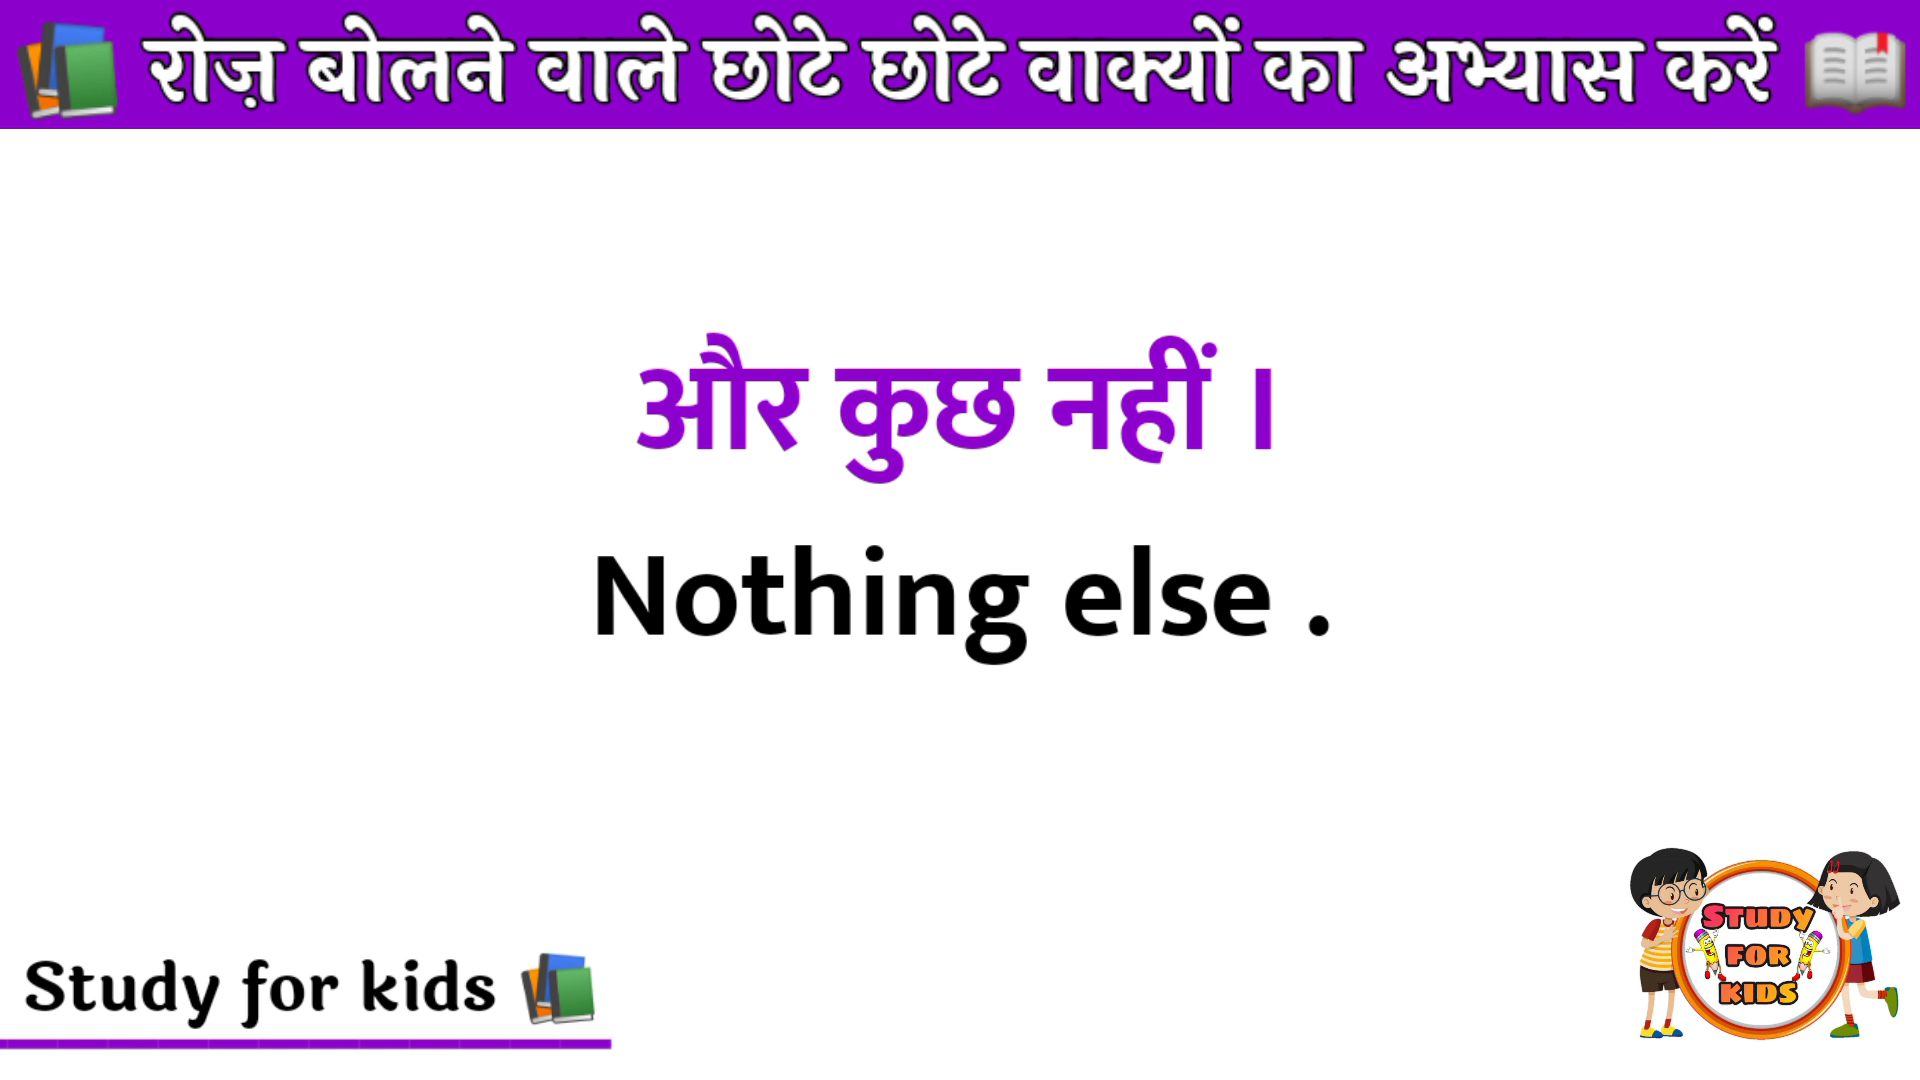 रोज़ बोलने वाले छोटे छोटे वाक्यों का अभ्यास करें
और कुछ नहीं ।
Nothing else .
Study for kids
STUDY
FOR
KIDS